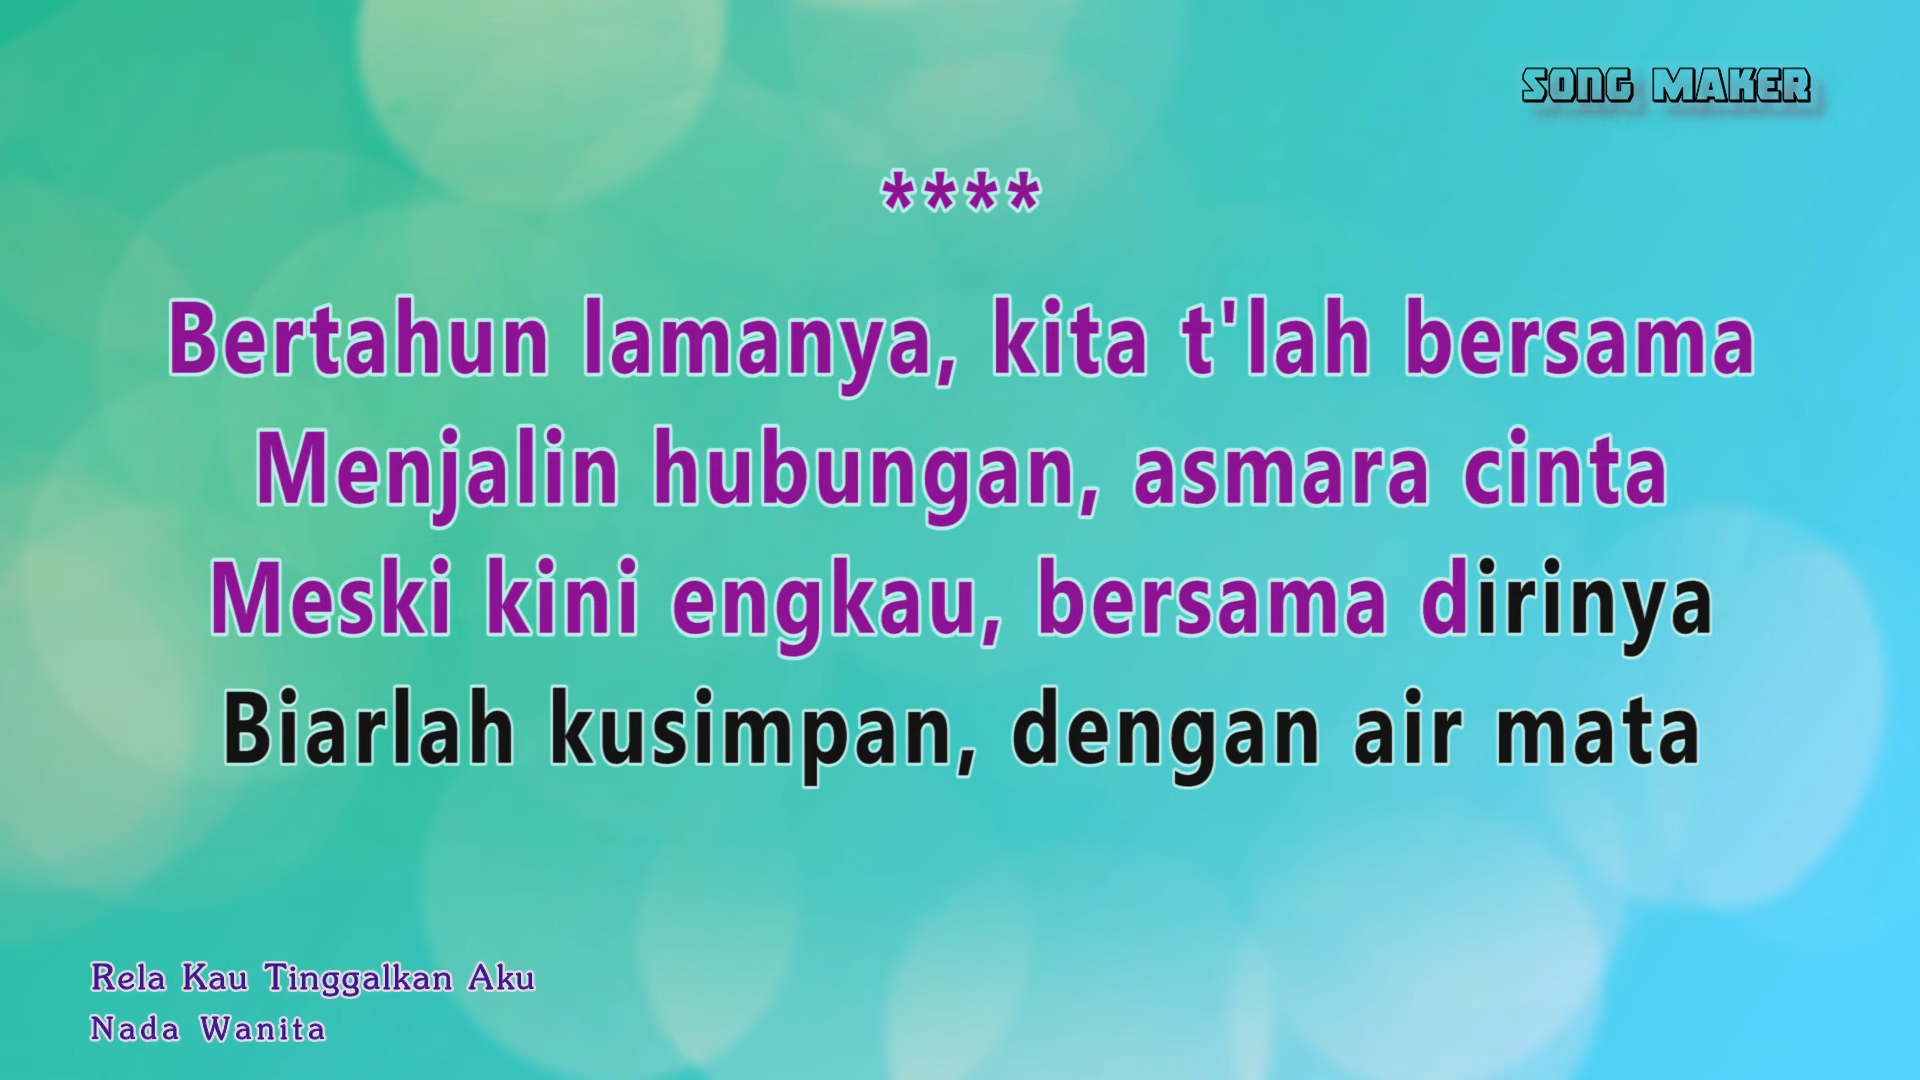 SONG MAKER
****
Bertahun lamanya, kita t'lah bersama
Menjalin hubungan, asmara cinta
Meski kini engkau, bersama dirinya
Biarlah kusimpan, dengan air mata
Rela Kau Tinggalkan Aku
Nada Wanita